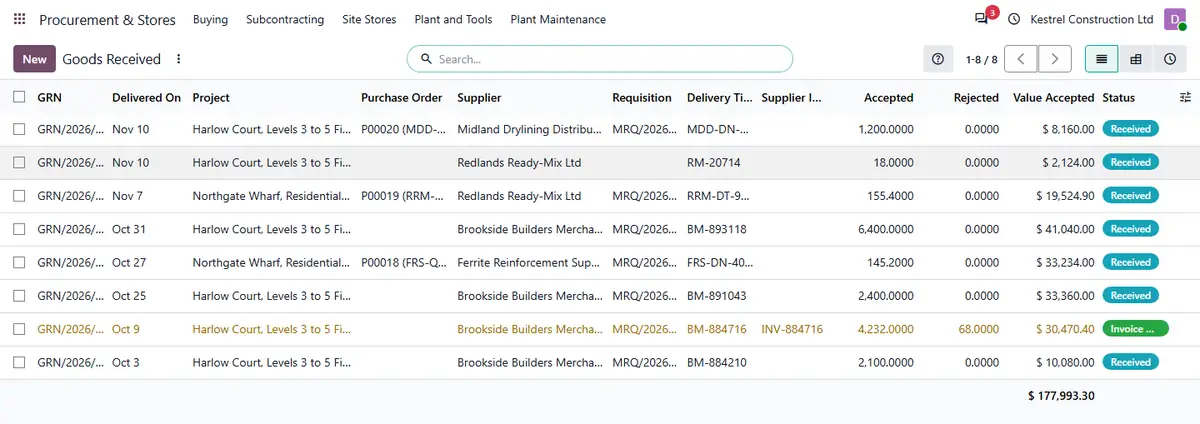 Procurement & Stores Buying Subcontracting Site Stores Plant and Tools Plant Maintenance 3 Kestrel Construction Ltd D
New Goods Received Search... 1-8 / 8
GRN Delivered On Project Purchase Order Supplier Requisition Delivery Ti... Supplier I... Accepted Rejected Value Accepted Status
GRN/2026/... Nov 10 Harlow Court, Levels 3 to 5 Fi... P00020 (MDD-... Midland Drylining Distribu... MRQ/2026... MDD-DN-... 1,200.0000 0.0000 $ 8,160.00 Received
GRN/2026/... Nov 10 Harlow Court, Levels 3 to 5 Fi... Redlands Ready-Mix Ltd RM-20714 18.0000 0.0000 $ 2,124.00 Received
GRN/2026/... Nov 7 Northgate Wharf, Residential... P00019 (RRM-... Redlands Ready-Mix Ltd MRQ/2026... RRM-DT-9... 155.4000 0.0000 $ 19,524.90 Received
GRN/2026/... Oct 31 Harlow Court, Levels 3 to 5 Fi... Brookside Builders Mercha... MRQ/2026... BM-893118 6,400.0000 0.0000 $ 41,040.00 Received
GRN/2026/... Oct 27 Northgate Wharf, Residential... P00018 (FRS-Q... Ferrite Reinforcement Sup... MRQ/2026... FRS-DN-40... 145.2000 0.0000 $ 33,234.00 Received
GRN/2026/... Oct 25 Harlow Court, Levels 3 to 5 Fi... Brookside Builders Mercha... MRQ/2026... BM-891043 2,400.0000 0.0000 $ 33,360.00 Received
GRN/2026/... Oct 9 Harlow Court, Levels 3 to 5 Fi... Brookside Builders Mercha... MRQ/2026... BM-884716 INV-884716 4,232.0000 68.0000 $ 30,470.40 Invoice ...
GRN/2026/... Oct 3 Harlow Court, Levels 3 to 5 Fi... Brookside Builders Mercha... MRQ/2026... BM-884210 2,100.0000 0.0000 $ 10,080.00 Received
$ 177,993.30